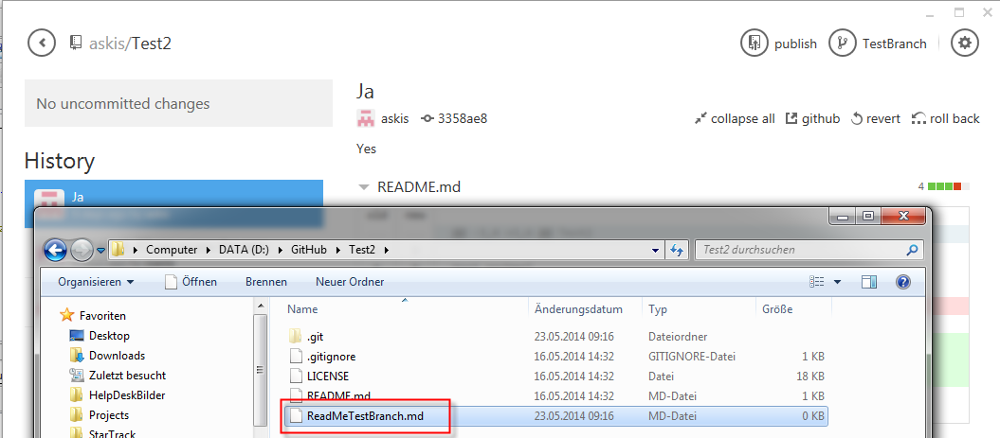 askis/Test2
publish
TestBranch
No uncommitted changes
Ja
askis 3358ae8
collapse all github revert roll back
Yes
History
README.md
4
Ja
Computer DATA (D:) GitHub Test2
Test2 durchsuchen
Organisieren Öffnen Brennen Neuer Ordner
Favoriten
Desktop
Downloads
Zuletzt besucht
HelpDeskBilder
Projects
StarTrack
Name Änderungsdatum Typ Größe
.git 23.05.2014 09:16 Dateiordner
.gitignore 16.05.2014 14:32 GITIGNORE-Datei 1 KB
LICENSE 16.05.2014 14:32 Datei 18 KB
README.md 16.05.2014 14:32 MD-Datei 1 KB
ReadMeTestBranch.md 23.05.2014 09:16 MD-Datei 0 KB